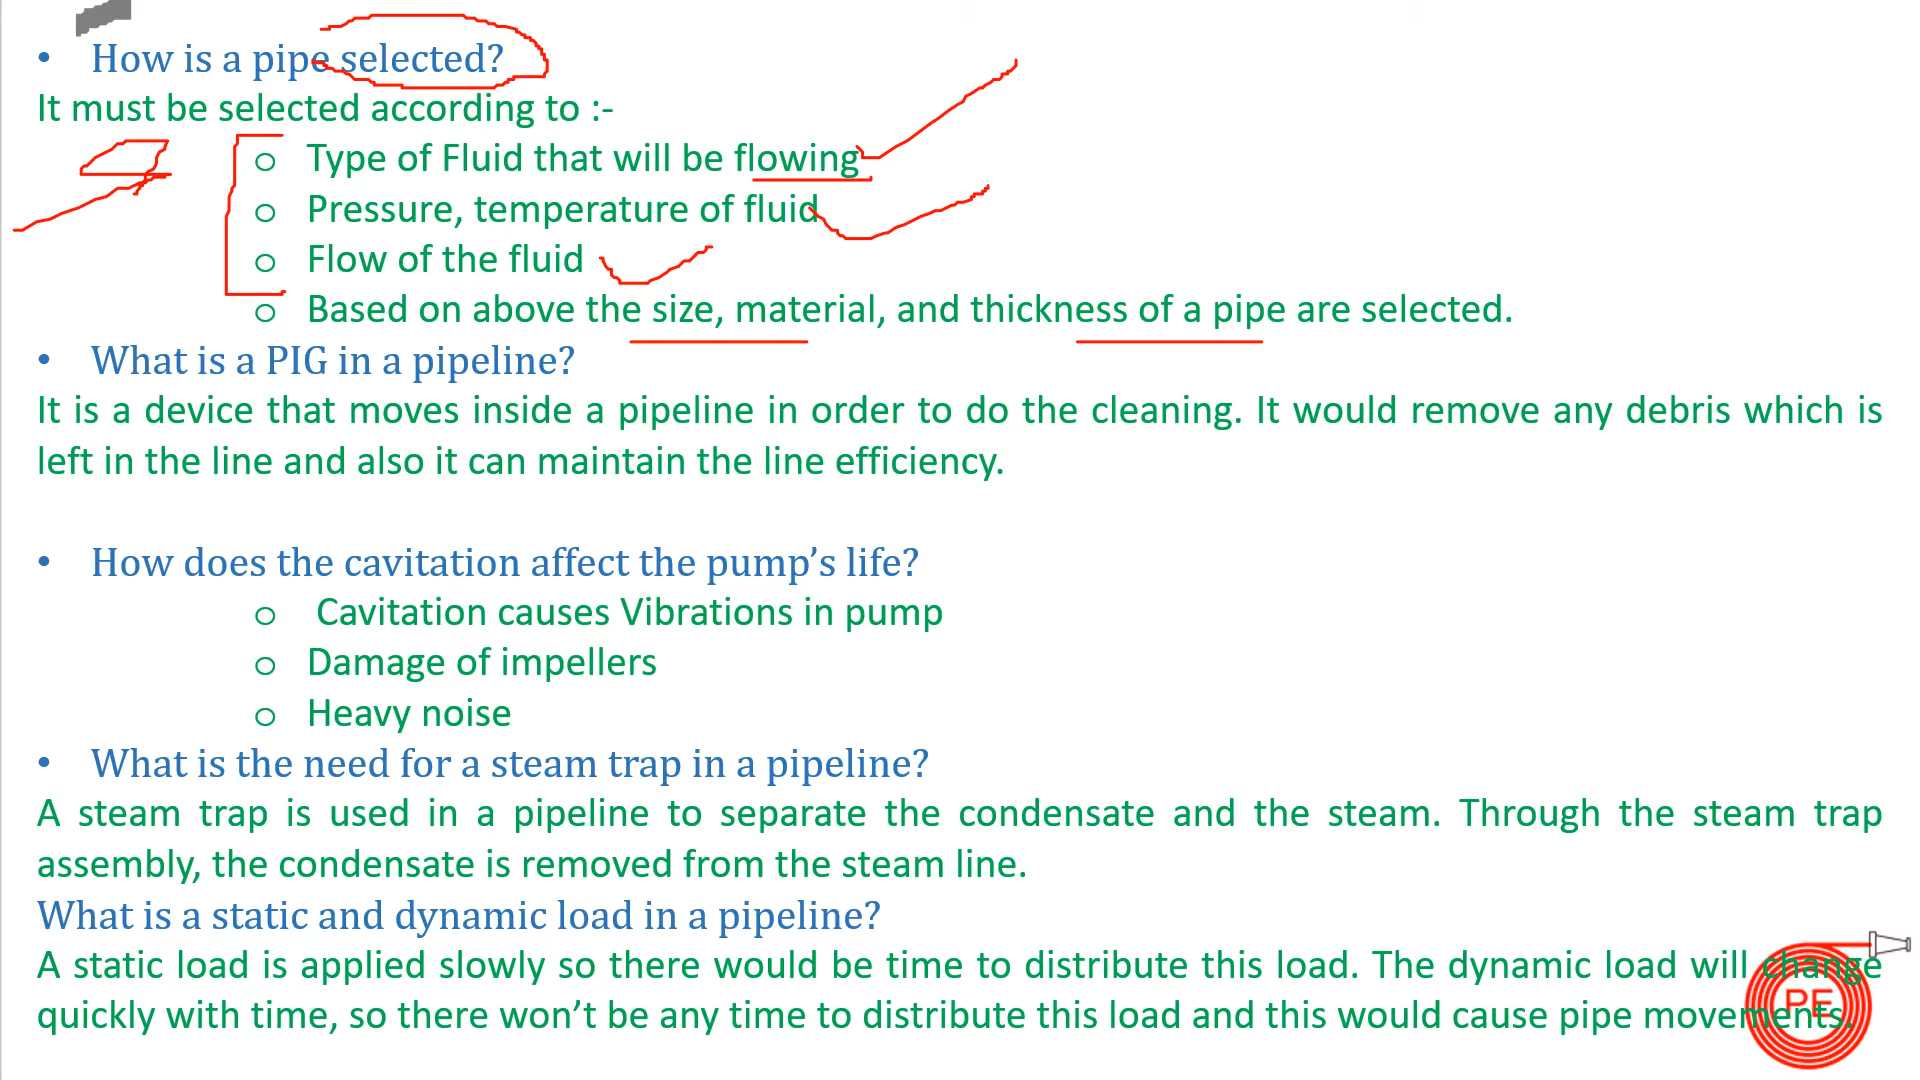 • How is a pipe selected?
It must be selected according to :-
o Type of Fluid that will be flowing
o Pressure, temperature of fluid
o Flow of the fluid
o Based on above the size, material, and thickness of a pipe are selected.
• What is a PIG in a pipeline?
It is a device that moves inside a pipeline in order to do the cleaning. It would remove any debris which is
left in the line and also it can maintain the line efficiency.
• How does the cavitation affect the pump’s life?
o Cavitation causes Vibrations in pump
o Damage of impellers
o Heavy noise
• What is the need for a steam trap in a pipeline?
A steam trap is used in a pipeline to separate the condensate and the steam. Through the steam trap
assembly, the condensate is removed from the steam line.
What is a static and dynamic load in a pipeline?
A static load is applied slowly so there would be time to distribute this load. The dynamic load will change
quickly with time, so there won’t be any time to distribute this load and this would cause pipe movements.
PE